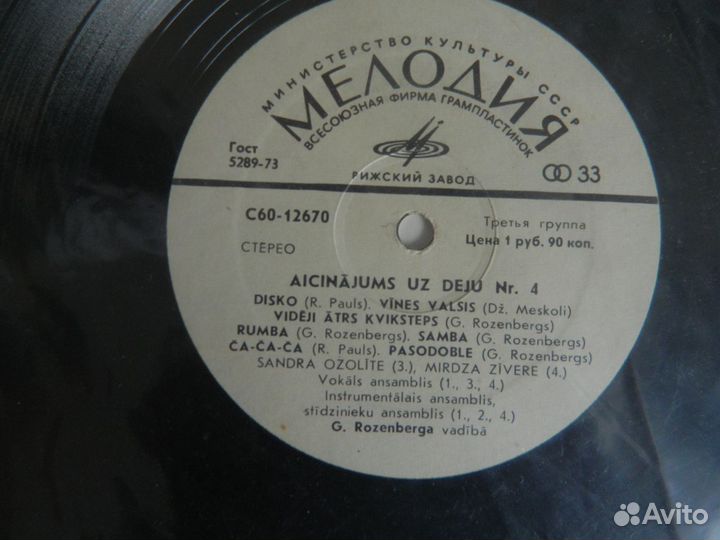 МИНИСТЕРСТВО КУЛЬТУРЫ СССР
МЕЛОДИЯ
ВСЕСОЮЗНАЯ ФИРМА ГРАМПЛАСТИНОК
Гост
5289-73
РИЖСКИЙ ЗАВОД
33
С60-12670
Третья группа
Цена 1 руб. 90 коп.
СТЕРЕО
AICINĀJUMS UZ DEJU Nr. 4
DISKO (R. Pauls). VĪNES VALSIS (Dž. Meskoli)
VIDĒJI ĀTRS KVIKSTEPS (G. Rozenbergs)
RUMBA (G. Rozenbergs). SAMBA (G. Rozenbergs)
ČA-ČA-ČA (R. Pauls). PASODOBLE (G. Rozenbergs)
SANDRA OZOLĪTE (3.), MIRDZA ZĪVERE (4.)
Vokāls ansamblis (1., 3., 4.)
Instrumentālais ansamblis,
stīdzinieku ansamblis (1., 2., 4.)
G. Rozenberga vadībā
Avito